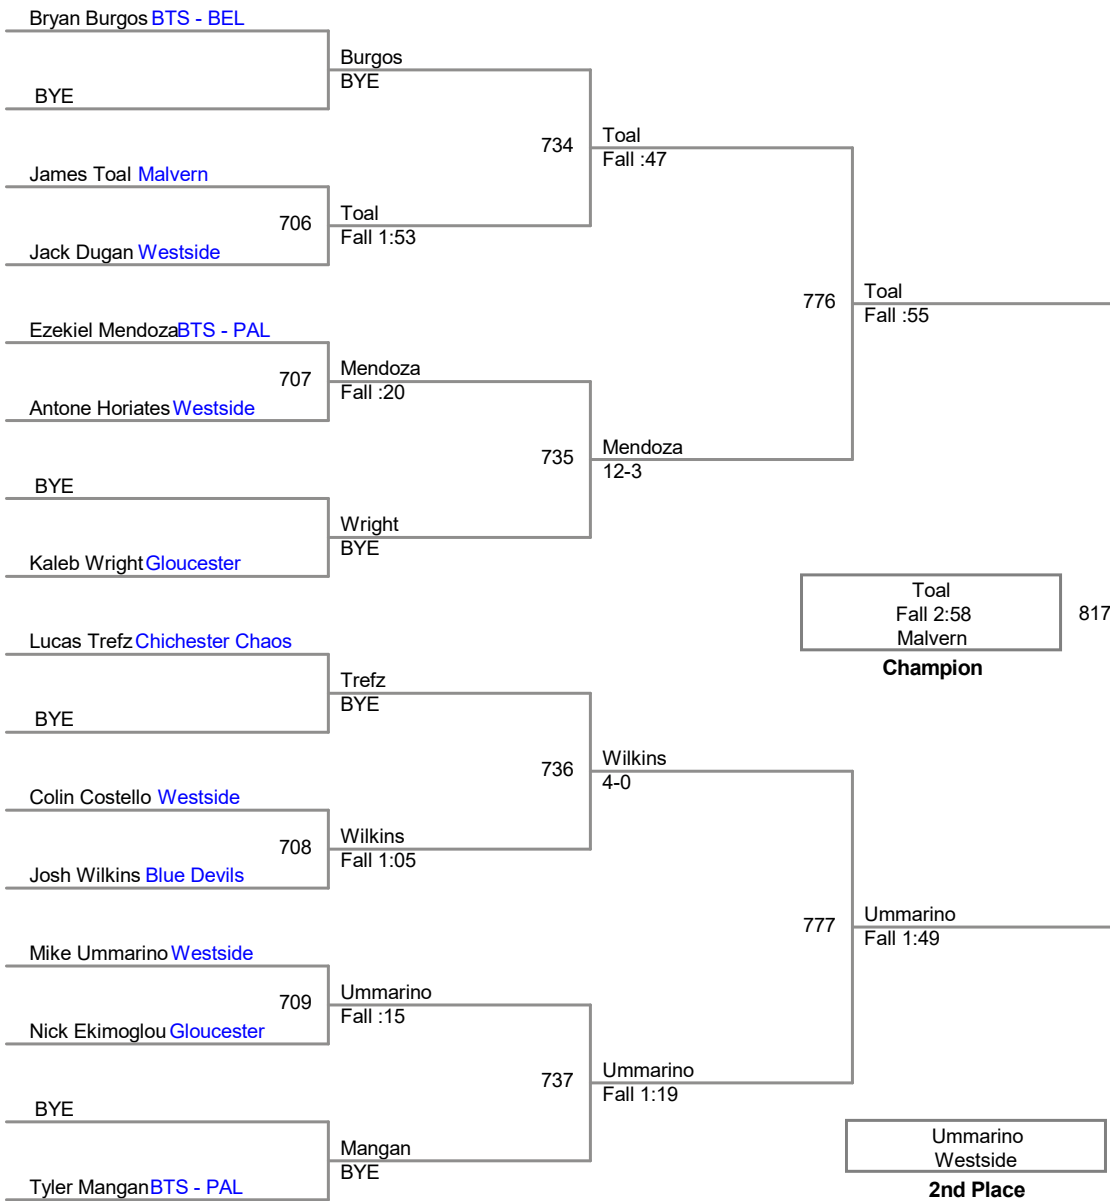 Bryan Burgos BTS - BEL
Burgos
BYE
BYE
734
Toal
Fall :47
James Toal Malvern
706
Toal
Fall 1:53
Jack Dugan Westside
776
Toal
Fall :55
Ezekiel Mendoza BTS - PAL
707
Mendoza
Fall :20
Antone Horiates Westside
735
Mendoza
12-3
BYE
Wright
BYE
Kaleb Wright Gloucester
Toal
Fall 2:58
Malvern
817
Champion
Lucas Trefz Chichester Chaos
Trefz
BYE
BYE
736
Wilkins
4-0
Colin Costello Westside
708
Wilkins
Fall 1:05
Josh Wilkins Blue Devils
777
Ummarino
Fall 1:49
Mike Ummarino Westside
709
Ummarino
Fall :15
Nick Ekimoglou Gloucester
737
Ummarino
Fall 1:19
BYE
Mangan
BYE
Tyler Mangan BTS - PAL
Ummarino
Westside
2nd Place